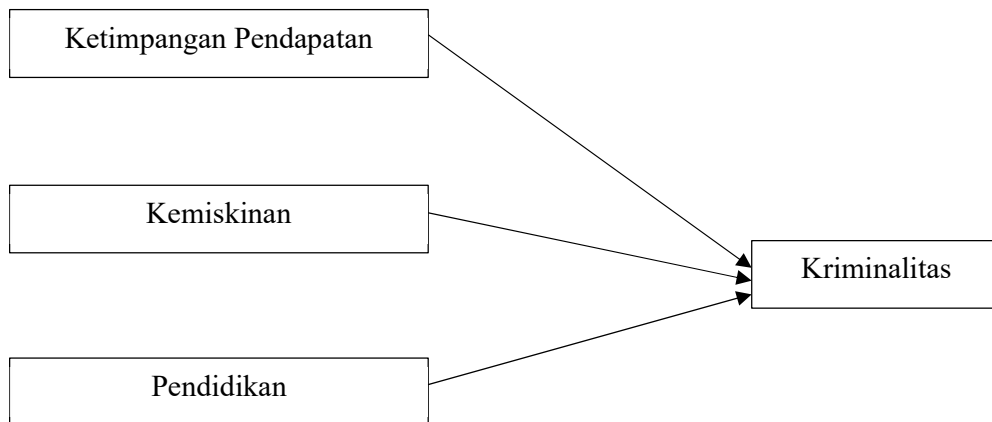 Ketimpangan Pendapatan
Kemiskinan
Kriminalitas
Pendidikan